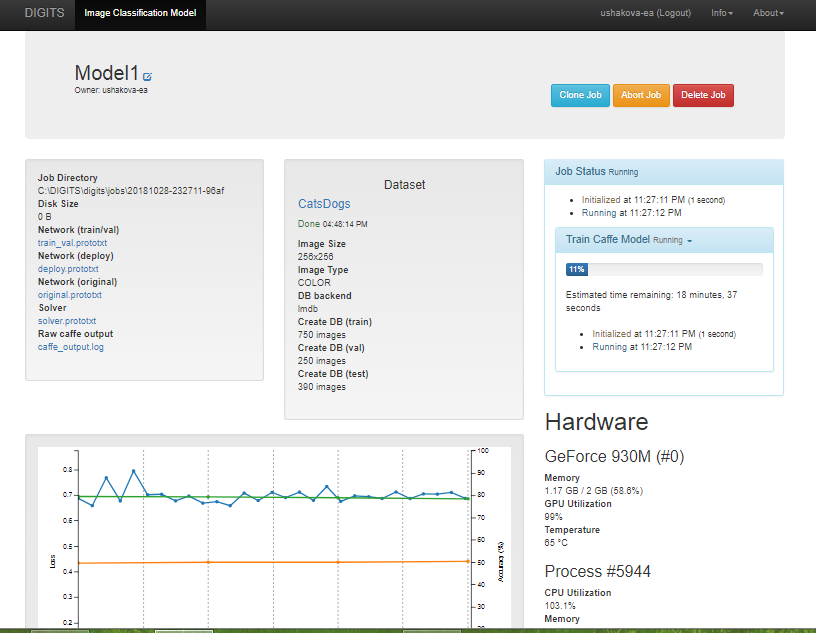 DIGITS Image Classification Model ushakova-ea (Logout) Info About
Model1
Owner: ushakova-ea
Clone Job Abort Job Delete Job
Job Directory
C:\DIGITS\digits\jobs\20181028-232711-96af
Disk Size
0 B
Network (train/val)
train_val.prototxt
Network (deploy)
deploy.prototxt
Network (original)
original.prototxt
Solver
solver.prototxt
Raw caffe output
caffe_output.log
Dataset
CatsDogs
Done 04:48:14 PM
Image Size
256x256
Image Type
COLOR
DB backend
lmdb
Create DB (train)
750 images
Create DB (val)
250 images
Create DB (test)
390 images
Job Status Running
Initialized at 11:27:11 PM (1 second)
Running at 11:27:12 PM
Train Caffe Model Running
11%
Estimated time remaining: 18 minutes, 37
seconds
Initialized at 11:27:11 PM (1 second)
Running at 11:27:12 PM
Hardware
GeForce 930M (#0)
Memory
1.17 GB / 2 GB (58.6%)
GPU Utilization
99%
Temperature
65 °C
Process #5944
CPU Utilization
103.1%
Memory
Loss
0.8
0.7
0.6
0.5
0.4
0.3
0.2
Accuracy (%)
100
90
80
70
60
50
40
30
20